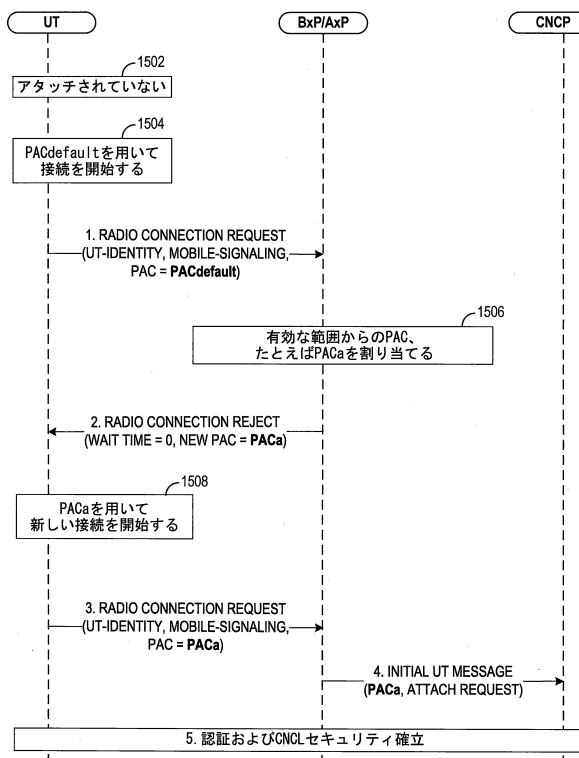 UT
BxP/AxP
CNCP
1502
アタッチされていない
1504
PACdefaultを用いて
接続を開始する
1. RADIO CONNECTION REQUEST
(UT-IDENTITY, MOBILE-SIGNALING,
PAC = PACdefault)
1506
有効な範囲からのPAC、
たとえばPACaを割り当てる
2. RADIO CONNECTION REJECT
(WAIT TIME = 0, NEW PAC = PACa)
1508
PACaを用いて
新しい接続を開始する
3. RADIO CONNECTION REQUEST
(UT-IDENTITY, MOBILE-SIGNALING,
PAC = PACa)
4. INITIAL UT MESSAGE
(PACa, ATTACH REQUEST)
5. 認証およびCNCLセキュリティ確立